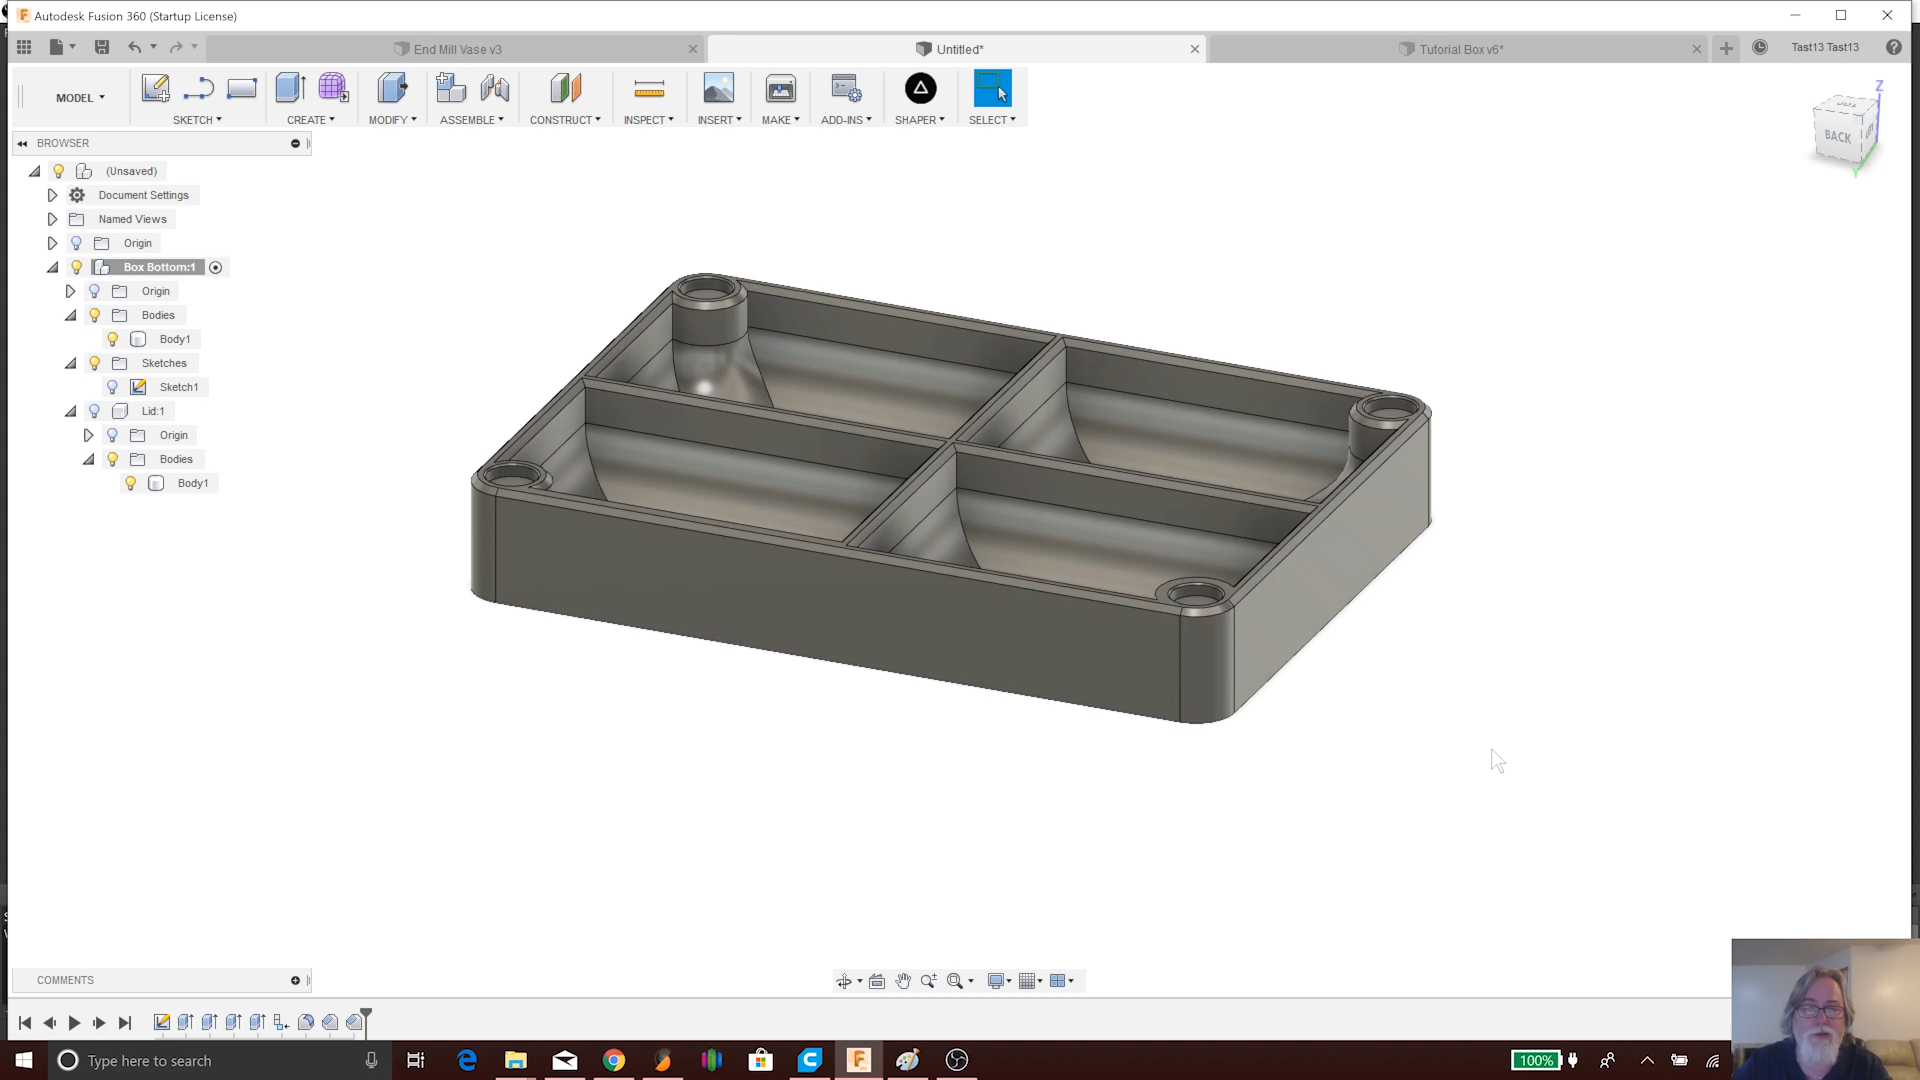 Autodesk Fusion 360 (Startup License)
End Mill Vase v3
Untitled*
Tutorial Box v6*
Tast13 Tast13
MODEL
SKETCH
CREATE
MODIFY
ASSEMBLE
CONSTRUCT
INSPECT
INSERT
MAKE
ADD-INS
SHAPER
SELECT
Z
TOP
BACK
LEFT
Y
BROWSER
(Unsaved)
Document Settings
Named Views
Origin
Box Bottom:1
Origin
Bodies
Body1
Sketches
Sketch1
Lid:1
Origin
Bodies
Body1
COMMENTS
Type here to search
100%